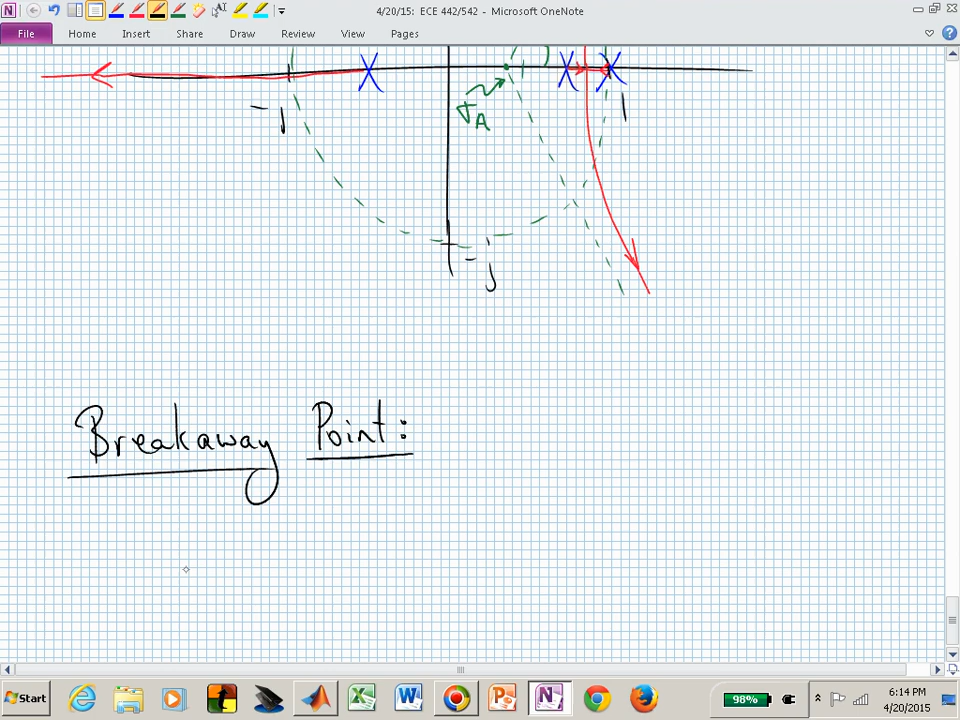 4/20/15: ECE 442/542 - Microsoft OneNote
File Home Insert Share Draw Review View Pages
-1 σA 1
-j
Breakaway Point:
Start 98% 6:14 PM
4/20/2015